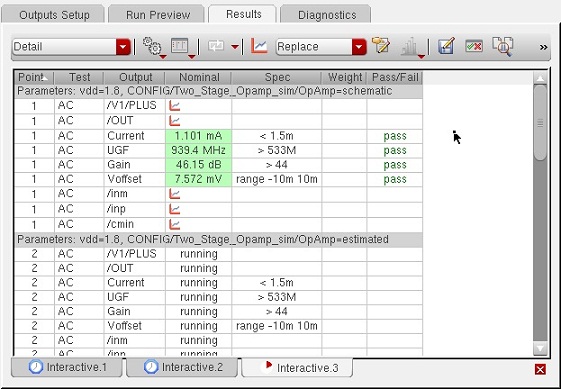 Outputs Setup Run Preview Results Diagnostics
Detail Replace »
Point Test Output Nominal Spec Weight Pass/Fail
Parameters: vdd=1.8, CONFIG/Two_Stage_Opamp_sim/OpAmp=schematic
1 AC /V1/PLUS
1 AC /OUT
1 AC Current 1.101 mA < 1.5m pass
1 AC UGF 939.4 MHz > 533M pass
1 AC Gain 46.15 dB > 44 pass
1 AC Voffset 7.572 mV range -10m 10m pass
1 AC /inm
1 AC /inp
1 AC /cmin
Parameters: vdd=1.8, CONFIG/Two_Stage_Opamp_sim/OpAmp=estimated
2 AC /V1/PLUS running
2 AC /OUT running
2 AC Current running < 1.5m
2 AC UGF running > 533M
2 AC Gain running > 44
2 AC Voffset running range -10m 10m
2 AC /inm running
2 AC /inp running
Interactive.1 Interactive.2 Interactive.3